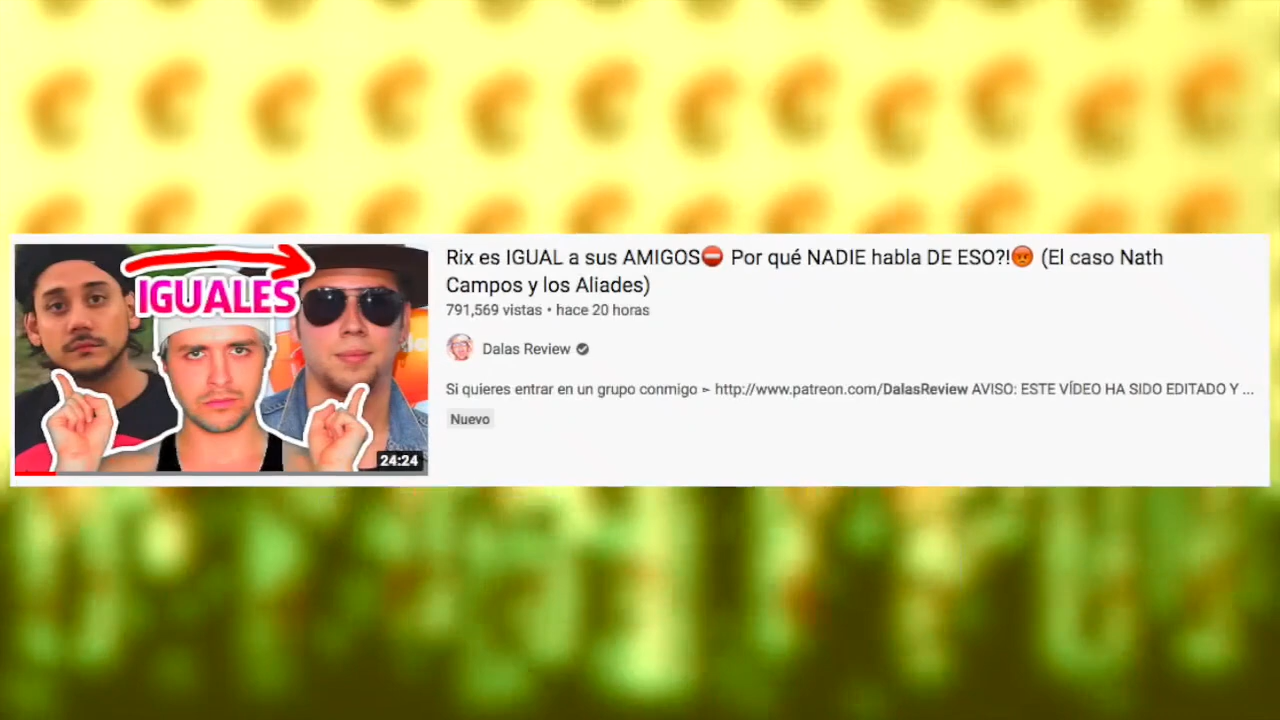 IGUALES
24:24
Rix es IGUAL a sus AMIGOS⛔ Por qué NADIE habla DE ESO?!😡 (El caso Nath
Campos y los Aliades)
791,569 vistas • hace 20 horas
Dalas Review
Si quieres entrar en un grupo conmigo ► http://www.patreon.com/DalasReview AVISO: ESTE VÍDEO HA SIDO EDITADO Y ...
Nuevo